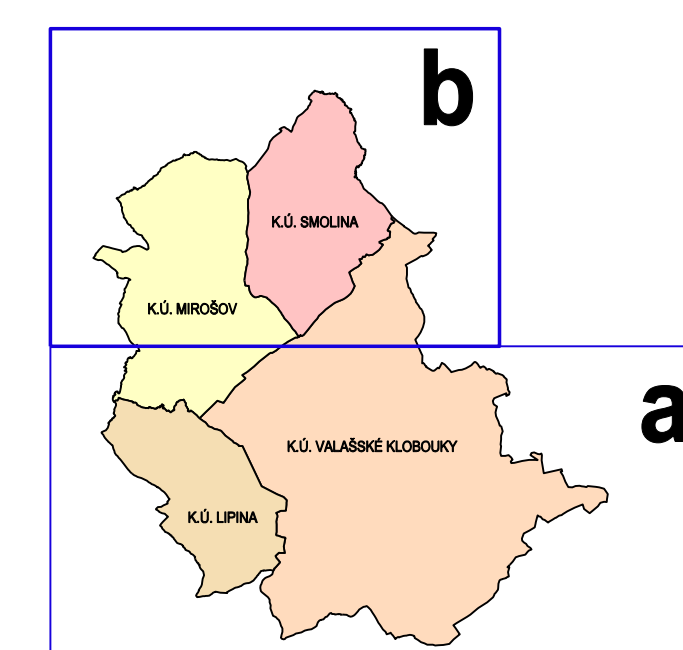 b
K.Ú. SMOLINA
K.Ú. MIROŠOV
a
K.Ú. VALAŠSKÉ KLOBOUKY
K.Ú. LIPINA